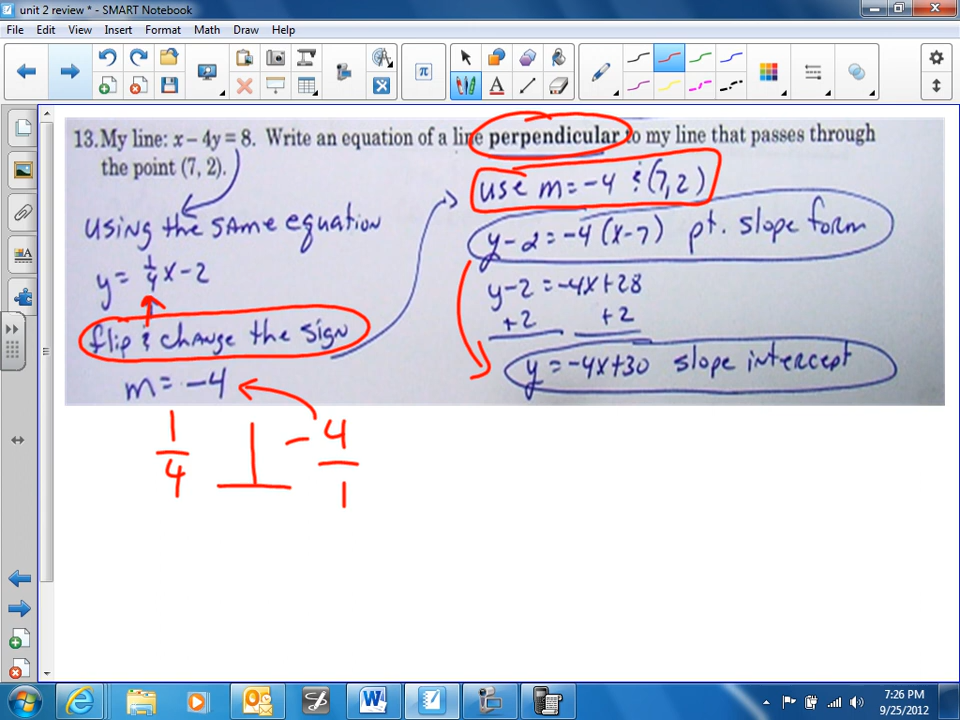 unit 2 review * - SMART Notebook
File Edit View Insert Format Math Draw Help
π
A
13. My line: x – 4y = 8. Write an equation of a line perpendicular to my line that passes through
the point (7, 2).
using the same equation
y = 1/4 x - 2
flip & change the sign
m = -4
1/4 ⊥ -4/1
use m = -4 & (7, 2)
y - 2 = -4(x - 7) pt. slope form
y - 2 = -4x + 28
+2 +2
y = -4x + 30 slope intercept
7:26 PM
9/25/2012